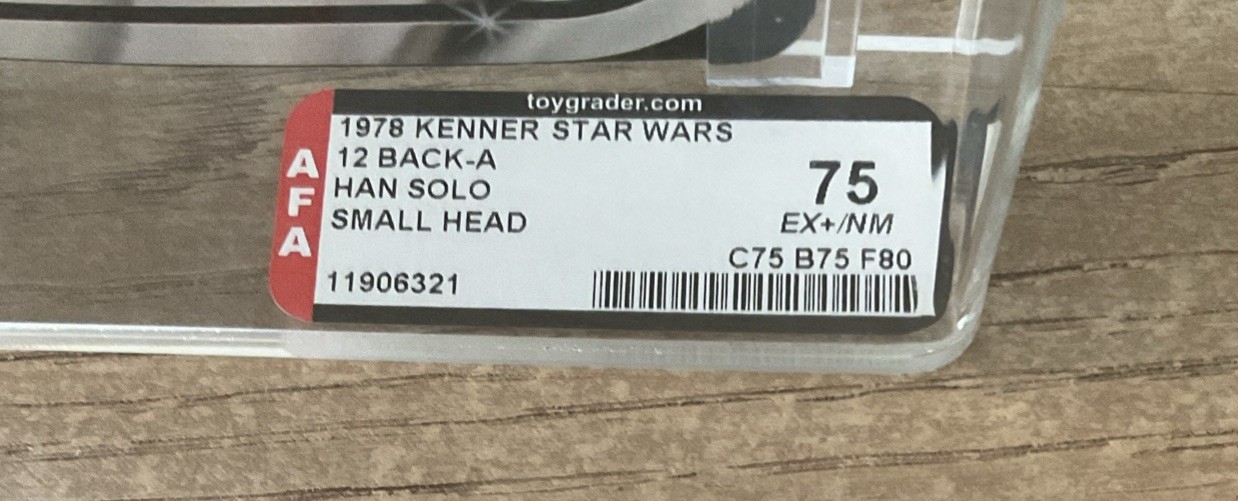 toygrader.com
AFA
1978 KENNER STAR WARS
12 BACK-A
HAN SOLO
SMALL HEAD
75
EX+/NM
C75 B75 F80
11906321